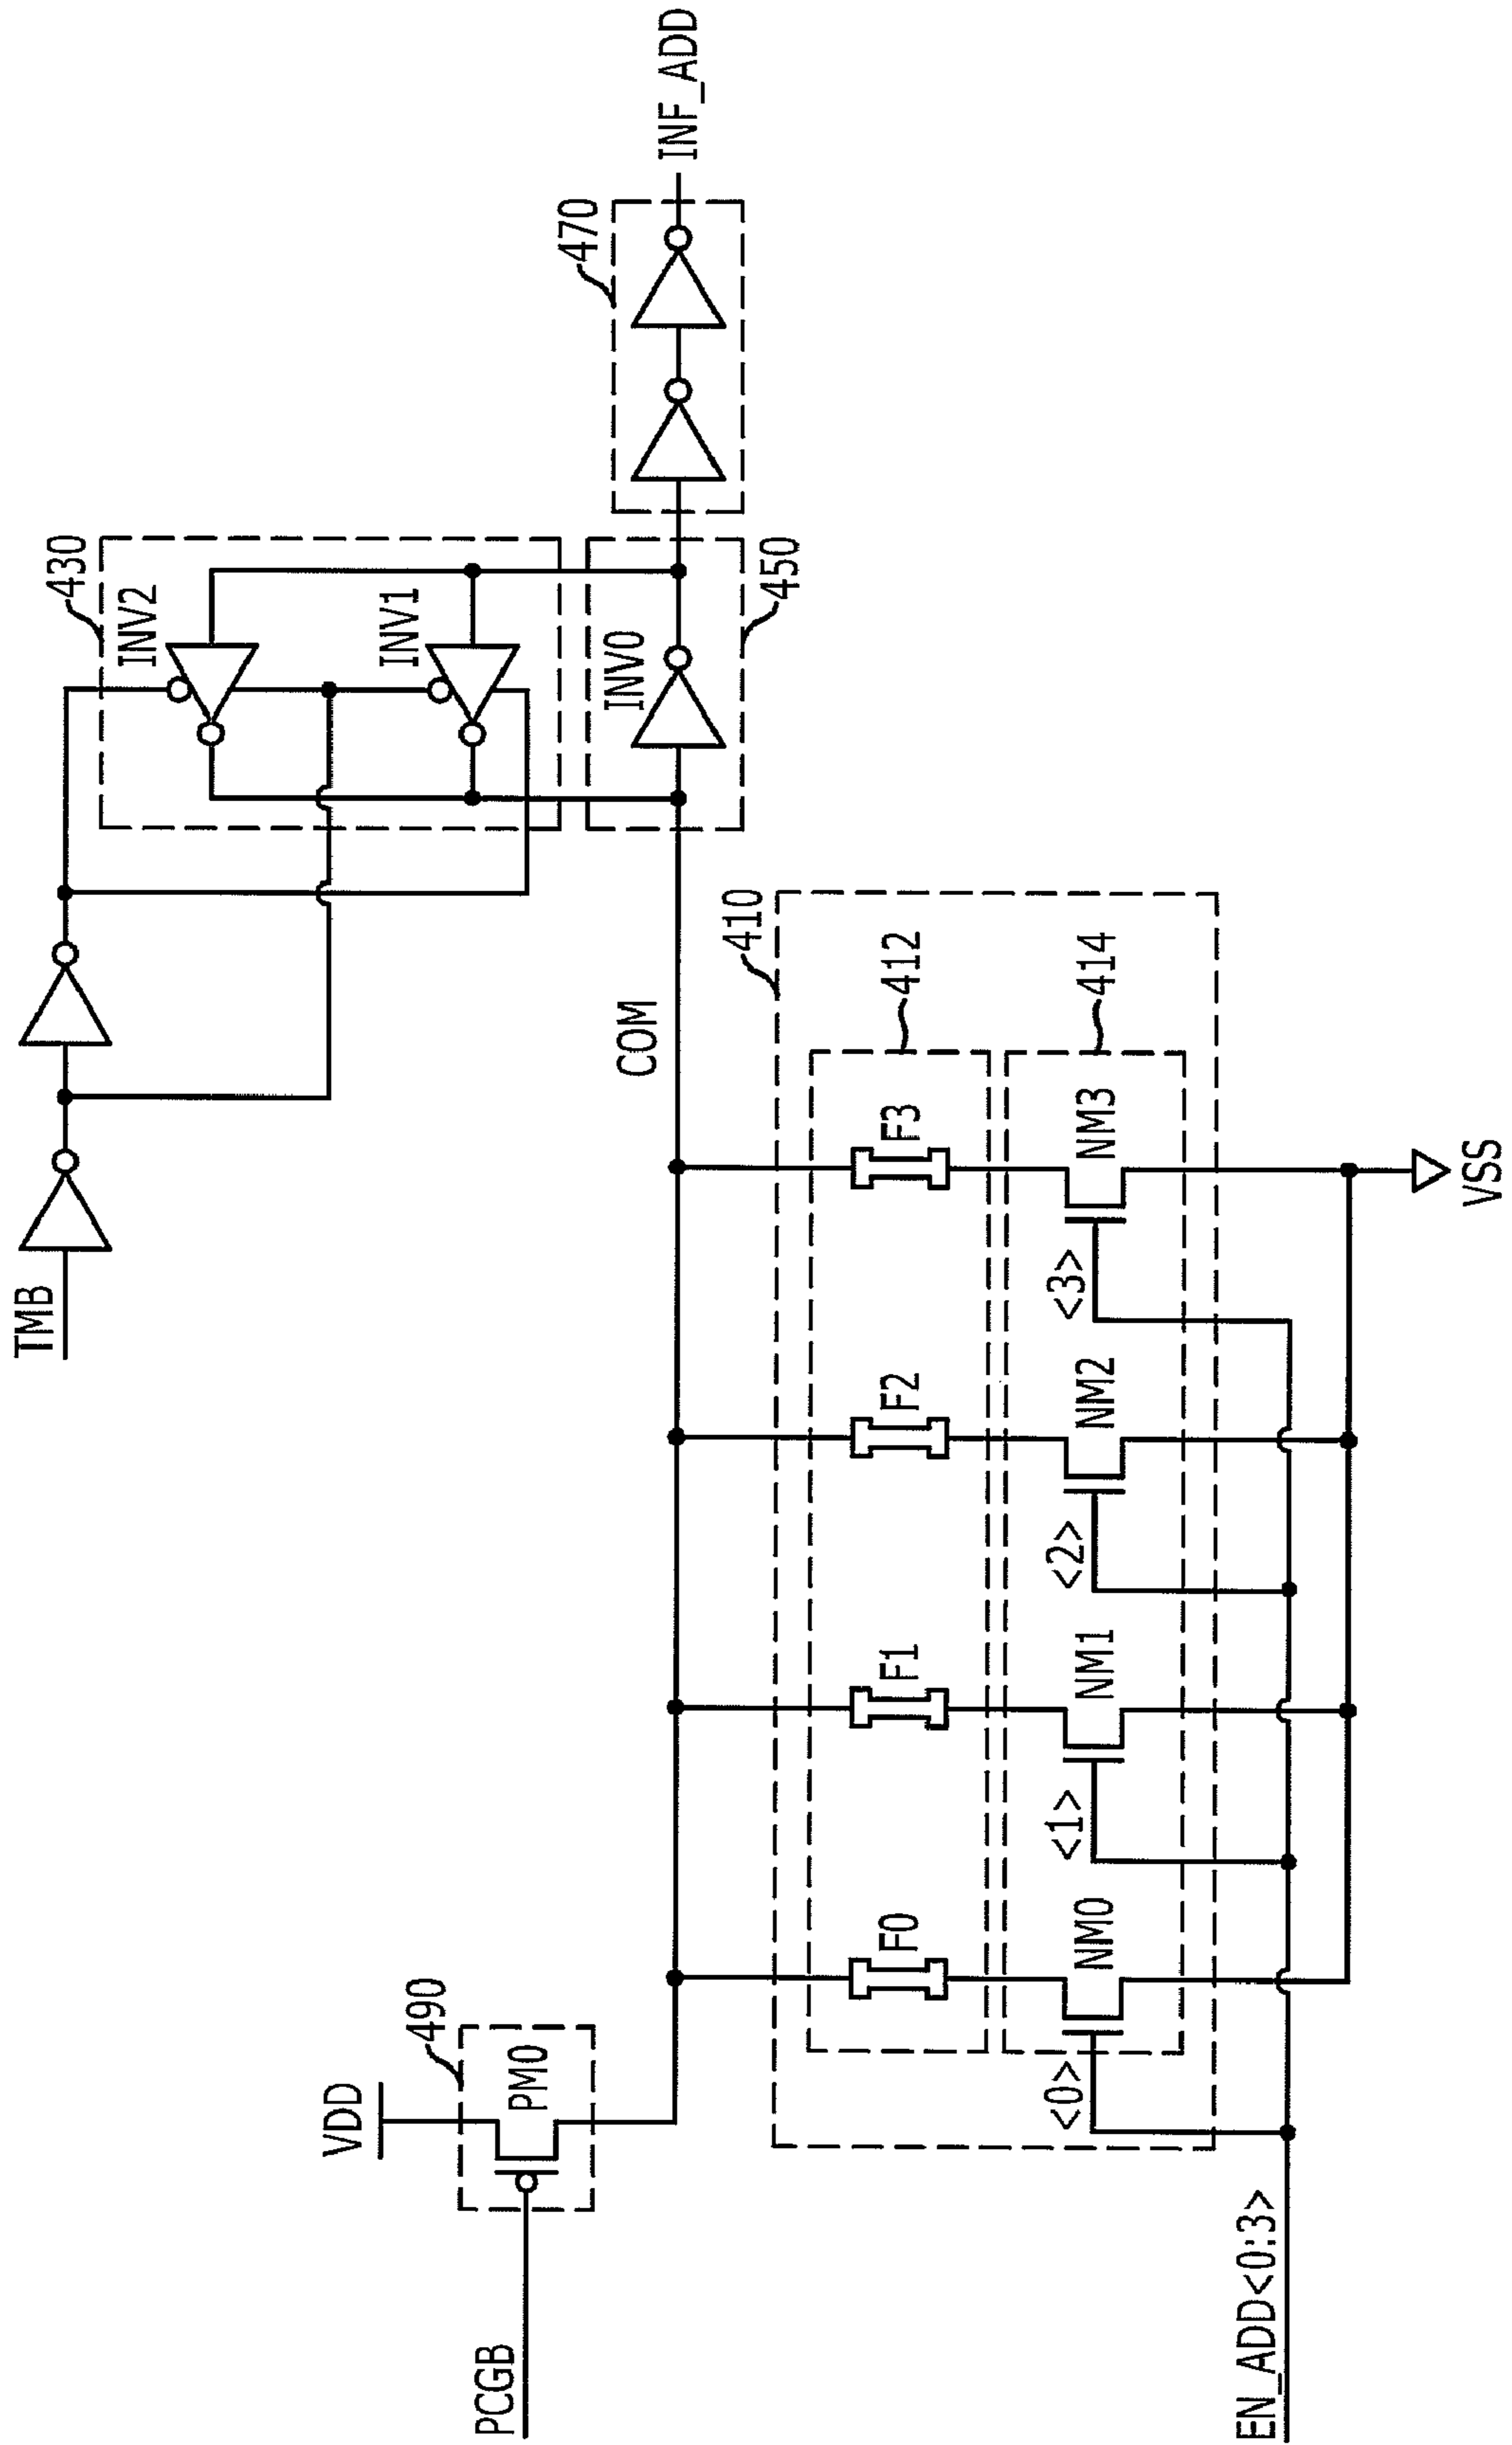 TMB
430
INV2
INV1
470
INF_ADD
INV0
450
VDD
490
PM0
PCGB
COM
410
412
414
F0
F1
F2
F3
NM0
NM1
NM2
NM3
<0>
<1>
<2>
<3>
EN_ADD<0:3>
VSS